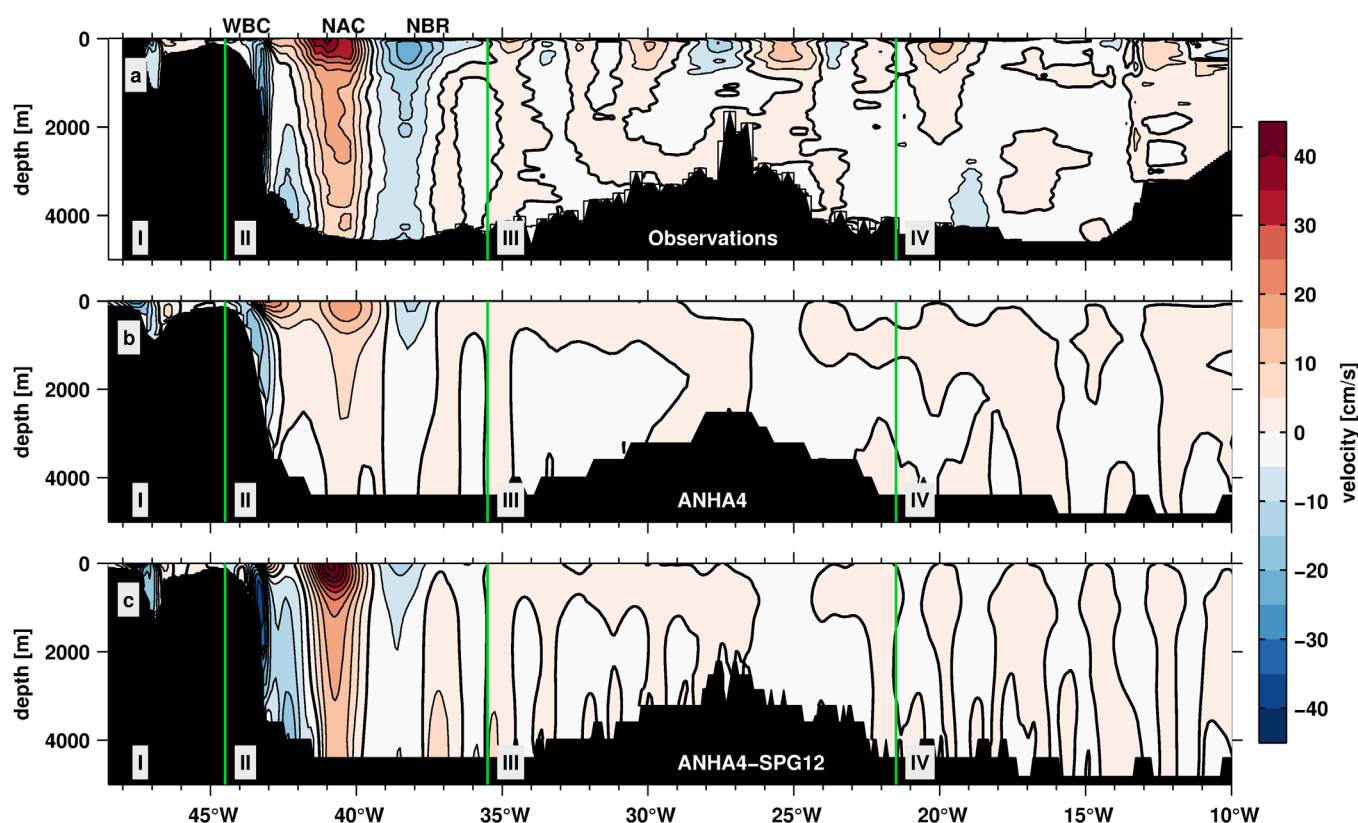 WBC NAC NBR
0
a
2000
4000
depth [m]
I II III Observations IV
0
b
2000
4000
depth [m]
I II III ANHA4 IV
0
c
2000
4000
depth [m]
I II III ANHA4−SPG12 IV
45°W 40°W 35°W 30°W 25°W 20°W 15°W 10°W
40
30
20
10
0
−10
−20
−30
−40
velocity [cm/s]